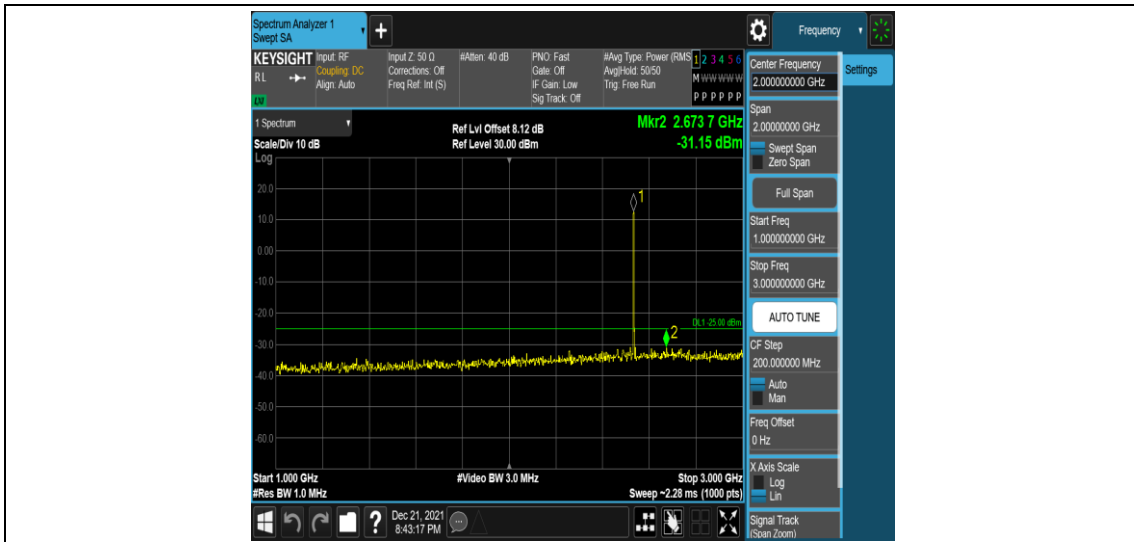 Spectrum Analyzer 1
Swept SA
+
Frequency
KEYSIGHT
Input: RF
Coupling: DC
Align: Auto
RL
Input Z: 50 Ω
Corrections: Off
Freq Ref: Int (S)
#Atten: 40 dB
PNO: Fast
Gate: Off
IF Gain: Low
Sig Track: Off
#Avg Type: Power (RMS
Avg|Hold: 50/50
Trig: Free Run
1 2 3 4 5 6
M W W W W W
P P P P P P
1 Spectrum
Scale/Div 10 dB
Log
Ref Lvl Offset 8.12 dB
Ref Level 30.00 dBm
Mkr2 2.673 7 GHz
-31.15 dBm
20.0
10.0
0.00
-10.0
-20.0
-30.0
-40.0
-50.0
-60.0
1
DL1 -25.00 dBm
2
Start 1.000 GHz
#Res BW 1.0 MHz
#Video BW 3.0 MHz
Stop 3.000 GHz
Sweep ~2.28 ms (1000 pts)
Dec 21, 2021
8:43:17 PM
?
Center Frequency
2.000000000 GHz
Settings
Span
2.00000000 GHz
Swept Span
Zero Span
Full Span
Start Freq
1.000000000 GHz
Stop Freq
3.000000000 GHz
AUTO TUNE
CF Step
200.000000 MHz
Auto
Man
Freq Offset
0 Hz
X Axis Scale
Log
Lin
Signal Track
(Span Zoom)